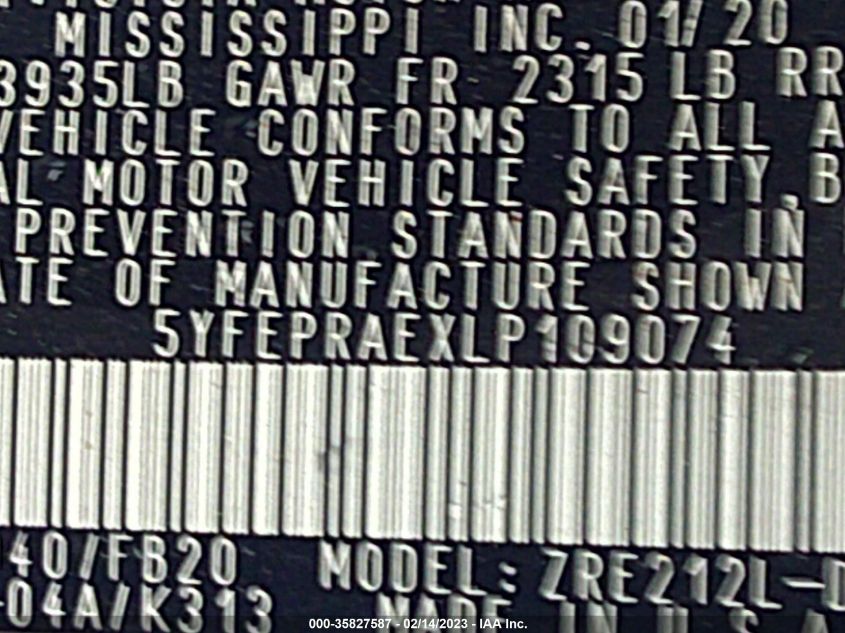 MISSISSIPPI INC. 01/20
3935LB GAWR FR 2315 LB RR
VEHICLE CONFORMS TO ALL A
AL MOTOR VEHICLE SAFETY, B
PREVENTION STANDARDS IN
ATE OF MANUFACTURE SHOWN
5YFEPRAEXLP109074
40/FB20 MODEL: ZRE212L-D
-04A/K313 MADE IN U S A
000-35827587 - 02/14/2023 - IAA Inc.